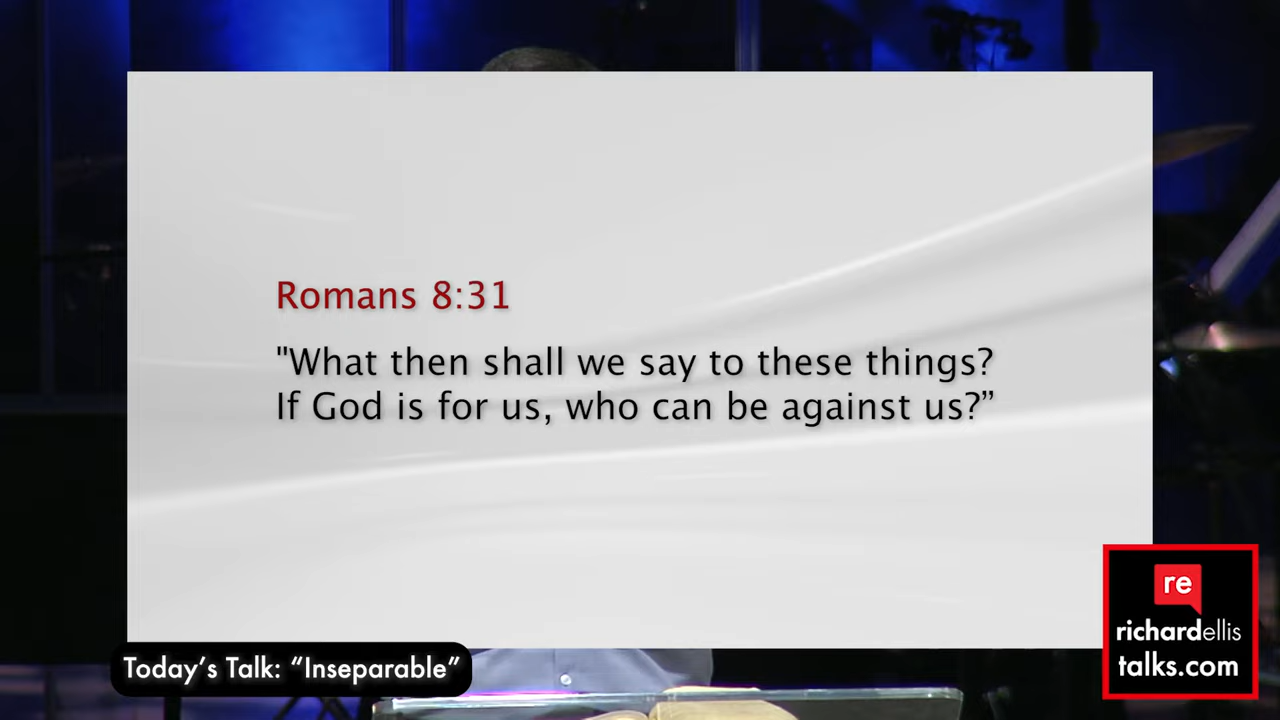 Romans 8:31
"What then shall we say to these things?
If God is for us, who can be against us?”
Today’s Talk: “Inseparable”
re
richardellis
talks.com